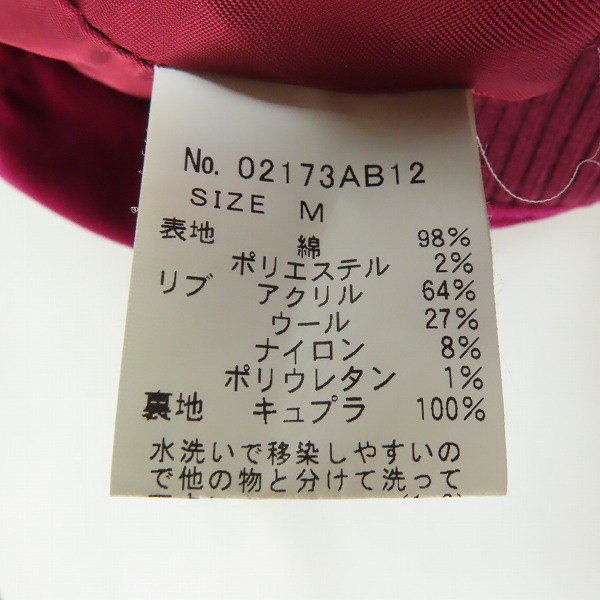 No. 02173AB12
SIZE M
表地 綿 98%
ポリエステル 2%
リブ アクリル 64%
ウール 27%
ナイロン 8%
ポリウレタン 1%
裏地 キュプラ 100%
水洗いで移染しやすいの
で他の物と分けて洗って